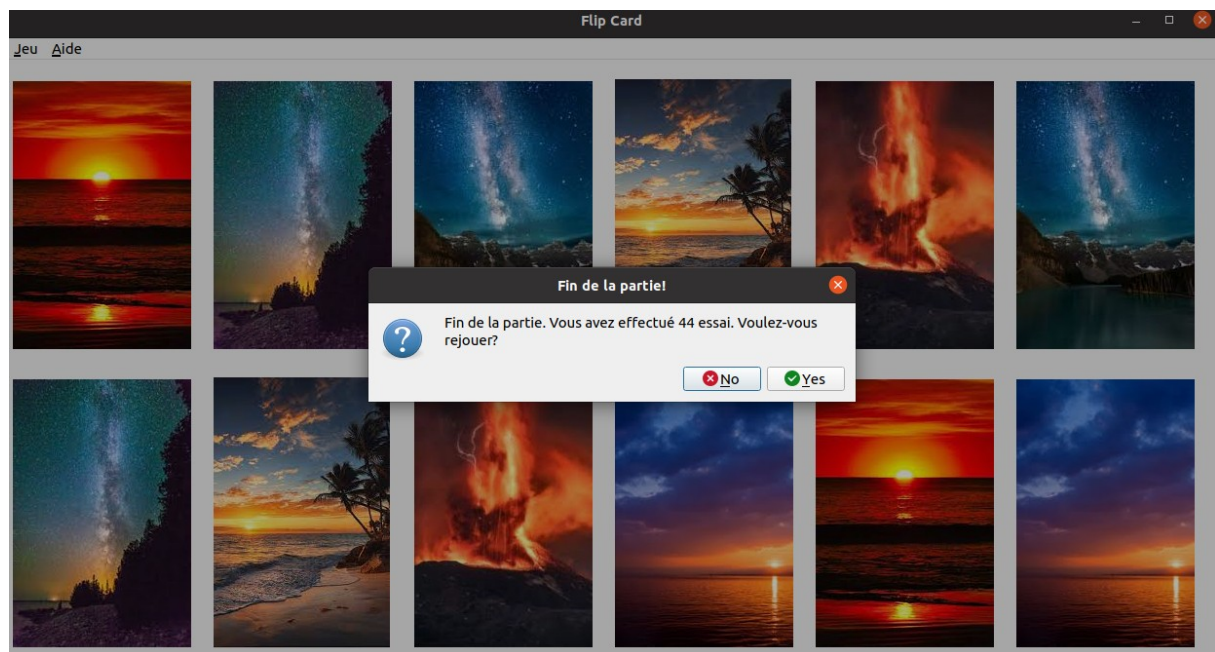 Flip Card
Jeu Aide
Fin de la partie!
Fin de la partie. Vous avez effectué 44 essai. Voulez-vous
rejouer?
No Yes